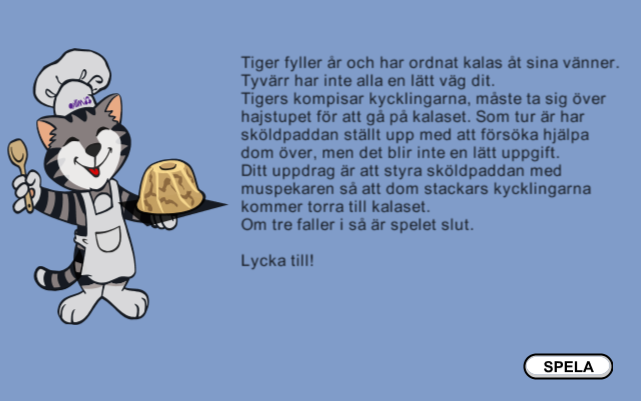 Tiger fyller år och har ordnat kalas åt sina vänner.
Tyvärr har inte alla en lätt väg dit.
Tigers kompisar kycklingarna, måste ta sig över
hajstupet för att gå på kalaset. Som tur är har
sköldpaddan ställt upp med att försöka hjälpa
dom över, men det blir inte en lätt uppgift.
Ditt uppdrag är att styra sköldpaddan med
muspekaren så att dom stackars kycklingarna
kommer torra till kalaset.
Om tre faller i så är spelet slut.
Lycka till!
SPELA